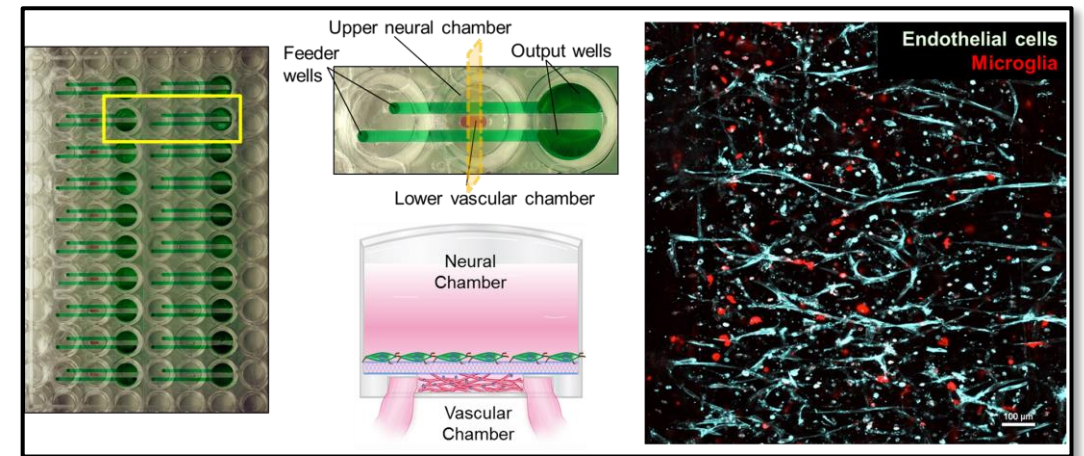 Upper neural chamber
Feeder
wells
Output wells
Lower vascular chamber
Neural
Chamber
Vascular
Chamber
Endothelial cells
Microglia
100 µm